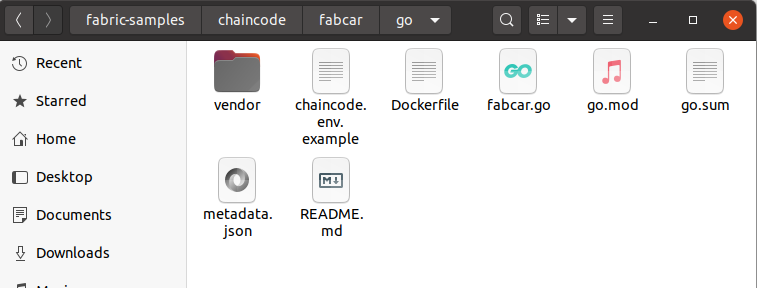 fabric-samples chaincode fabcar go
Recent
Starred
Home
Desktop
Documents
Downloads
vendor chaincode. Dockerfile fabcar.go go.mod go.sum
env.
example
GO
metadata. README.
json md
M